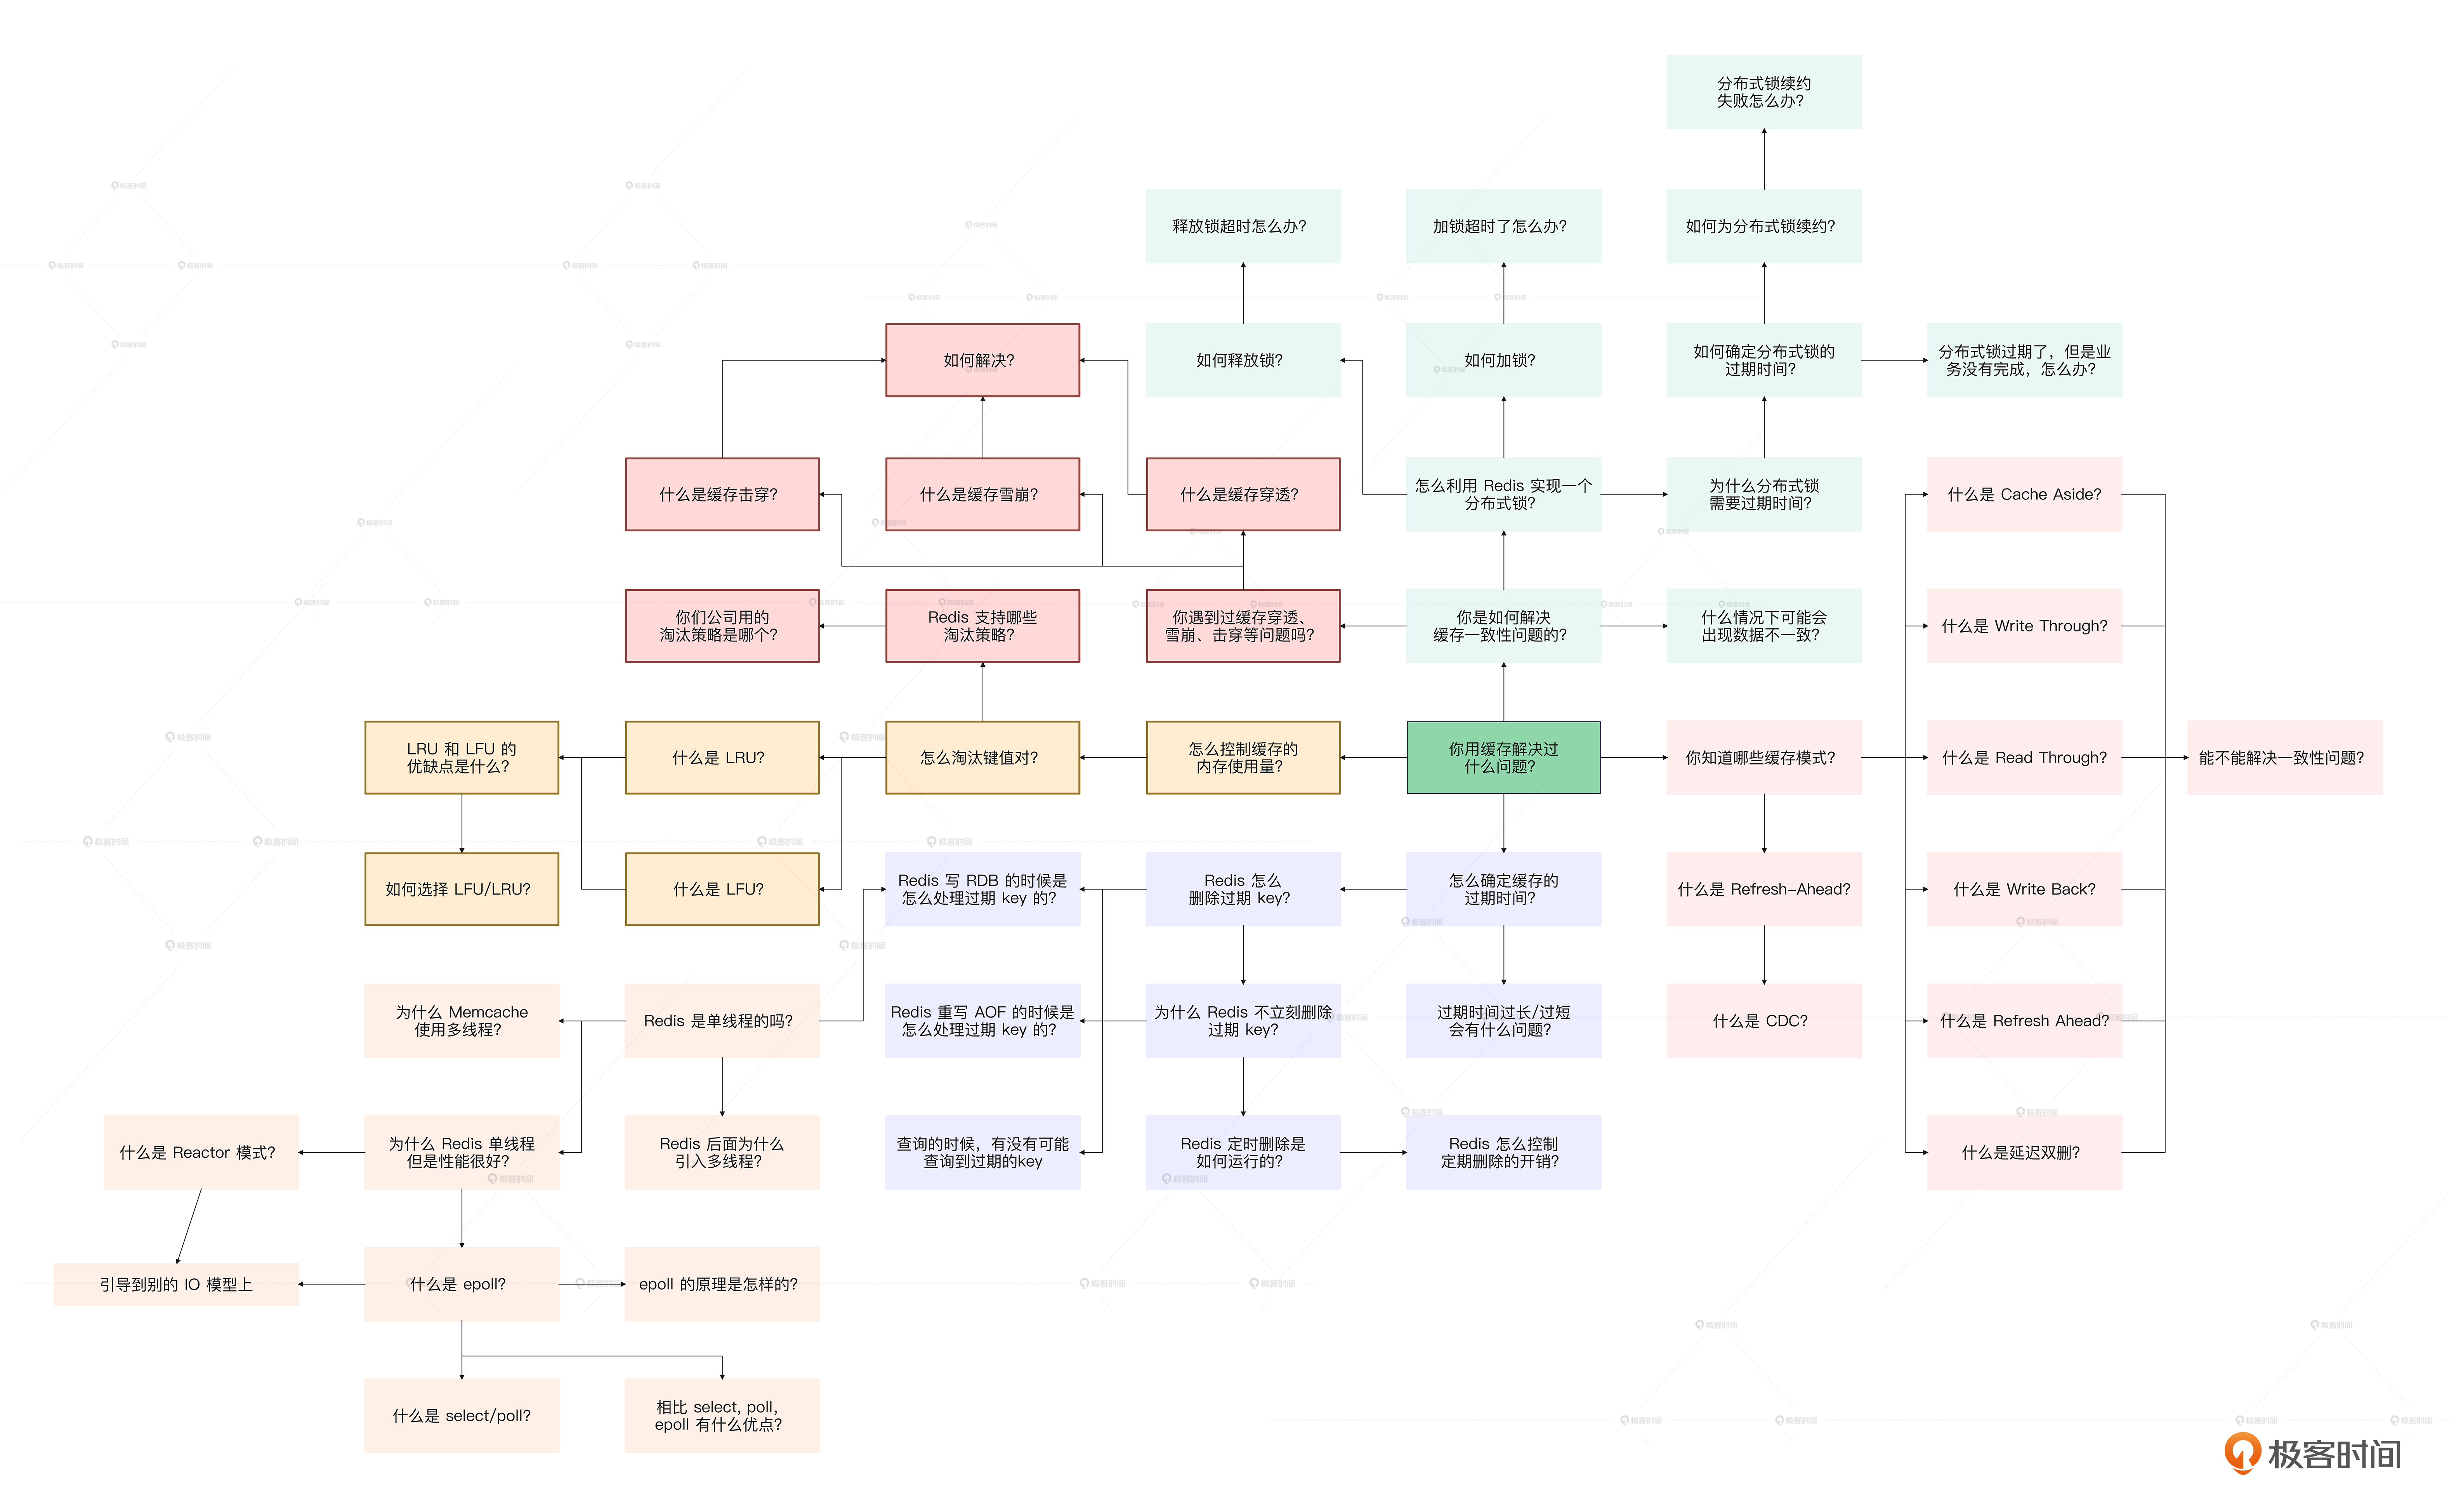 分布式锁续约
失败怎么办？
释放锁超时怎么办？
加锁超时了怎么办？
如何为分布式锁续约？
如何解决？
如何释放锁？
如何加锁？
如何确定分布式锁的
过期时间？
分布式锁过期了，但是业
务没有完成，怎么办？
什么是缓存击穿？
什么是缓存雪崩？
什么是缓存穿透？
怎么利用 Redis 实现一个
分布式锁？
为什么分布式锁
需要过期时间？
什么是 Cache Aside？
你们公司用的
淘汰策略是哪个？
Redis 支持哪些
淘汰策略？
你遇到过缓存穿透、
雪崩、击穿等问题吗？
你是如何解决
缓存一致性问题的？
什么情况下可能会
出现数据不一致？
什么是 Write Through？
LRU 和 LFU 的
优缺点是什么？
什么是 LRU？
怎么淘汰键值对？
怎么控制缓存的
内存使用量？
你用缓存解决过
什么问题？
你知道哪些缓存模式？
什么是 Read Through？
能不能解决一致性问题？
如何选择 LFU/LRU？
什么是 LFU？
Redis 写 RDB 的时候是
怎么处理过期 key 的？
Redis 怎么
删除过期 key？
怎么确定缓存的
过期时间？
什么是 Refresh-Ahead？
什么是 Write Back？
为什么 Memcache
使用多线程？
Redis 是单线程的吗？
Redis 重写 AOF 的时候是
怎么处理过期 key 的？
为什么 Redis 不立刻删除
过期 key？
过期时间过长/过短
会有什么问题？
什么是 CDC？
什么是 Refresh Ahead？
什么是 Reactor 模式？
为什么 Redis 单线程
但是性能很好？
Redis 后面为什么
引入多线程？
查询的时候，有没有可能
查询到过期的key
Redis 定时删除是
如何运行的？
Redis 怎么控制
定期删除的开销？
什么是延迟双删？
引导到别的 IO 模型上
什么是 epoll？
epoll 的原理是怎样的？
什么是 select/poll？
相比 select, poll,
epoll 有什么优点？
极客时间